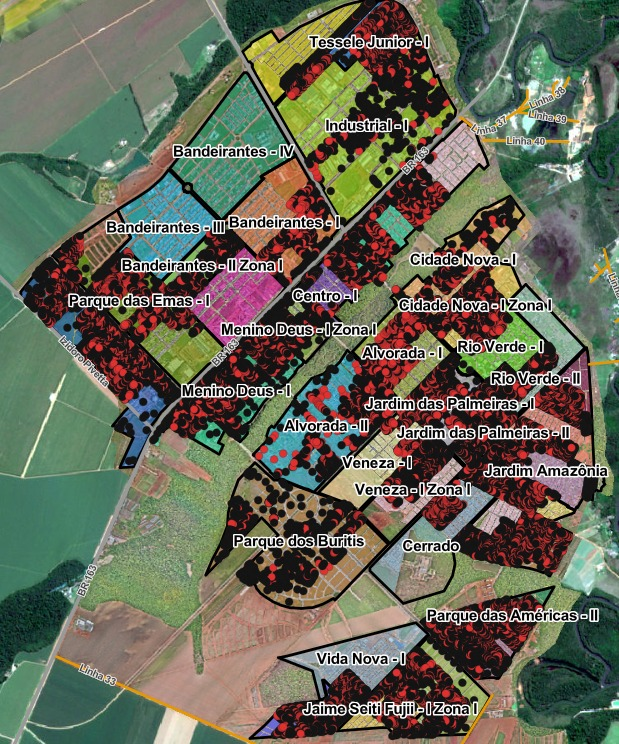 Tessele Junior - I
Linha 38
Linha 37
Linha 39
Linha 40
Industrial - I
BR-163
Bandeirantes - IV
Bandeirantes - III
Bandeirantes - I
Bandeirantes - II Zona I
Cidade Nova - I
Parque das Emas - I
Centro - I
Cidade Nova - I Zona I
Menino Deus - I Zona I
BR-163
Alvorada - I
Rio Verde - I
Izidoro Pivetta
Rio Verde - II
Menino Deus - I
Jardim das Palmeiras - I
Alvorada - II
Jardim das Palmeiras - II
Veneza - I
Jardim Amazônia
Veneza - I Zona I
Parque dos Buritis
Cerrado
BR-163
Parque das Américas - II
Vida Nova - I
Linha 33
Jaime Seiti Fujii - I Zona I